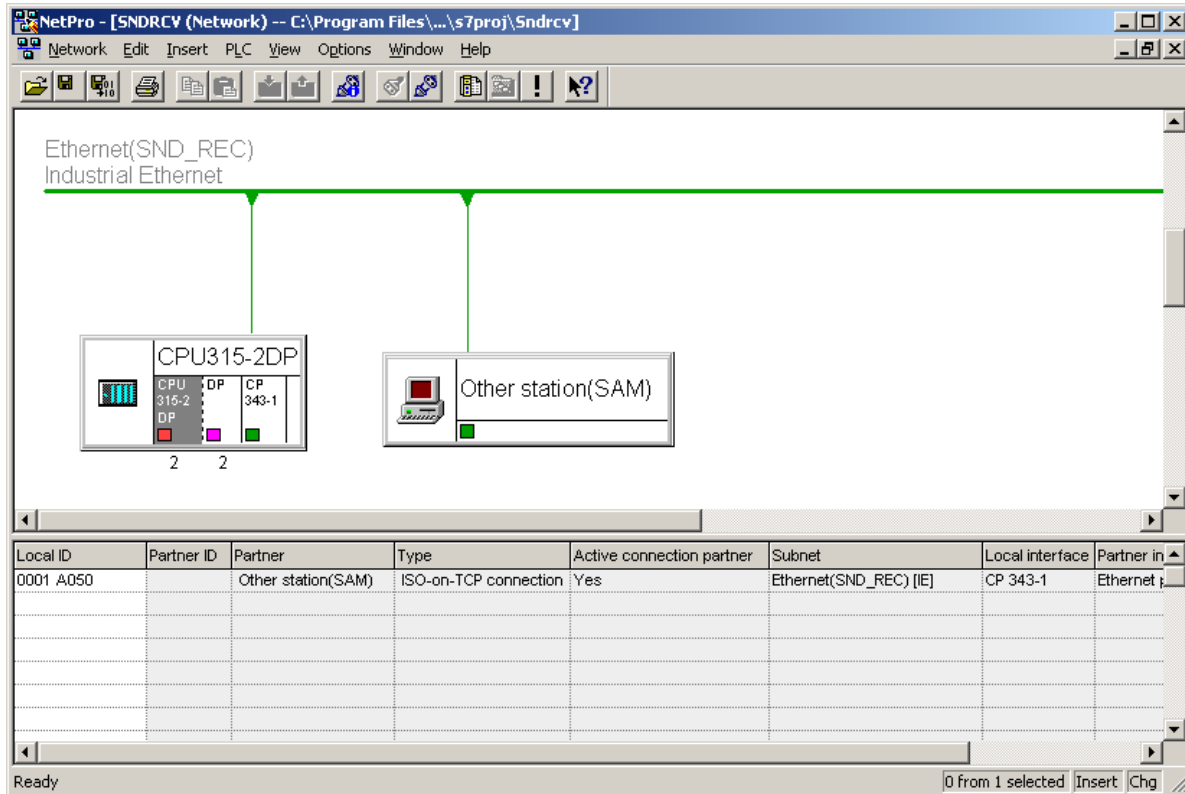 NetPro - [SNDRCV (Network) -- C:\Program Files\...\s7proj\Sndrcv]
Network Edit Insert PLC View Options Window Help
Ethernet(SND_REC)
Industrial Ethernet
CPU315-2DP
CPU 315-2 DP
DP
CP 343-1
2 2
Other station(SAM)
Local ID Partner ID Partner Type Active connection partner Subnet Local interface Partner in
0001 A050 Other station(SAM) ISO-on-TCP connection Yes Ethernet(SND_REC) [IE] CP 343-1 Ethernet
Ready 0 from 1 selected Insert Chg